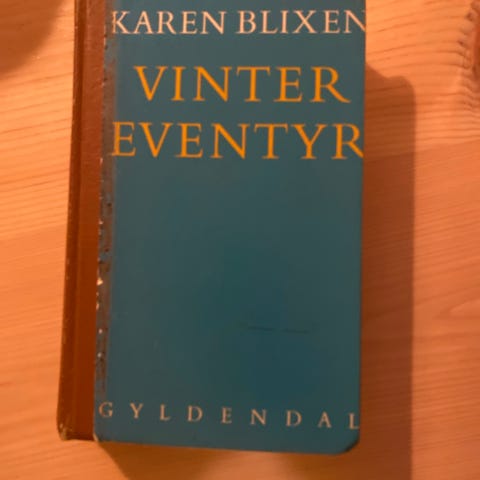 KAREN BLIXEN
VINTER
EVENTYR
GYLDENDAL